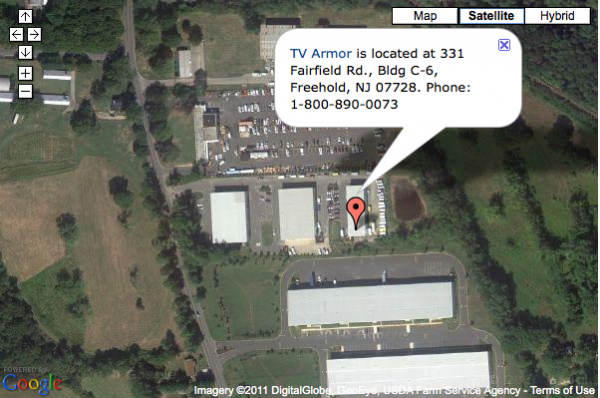 Map Satellite Hybrid
TV Armor is located at 331
Fairfield Rd., Bldg C-6,
Freehold, NJ 07728. Phone:
1-800-890-0073
POWERED BY
Google
Imagery ©2011 DigitalGlobe, GeoEye, USDA Farm Service Agency - Terms of Use